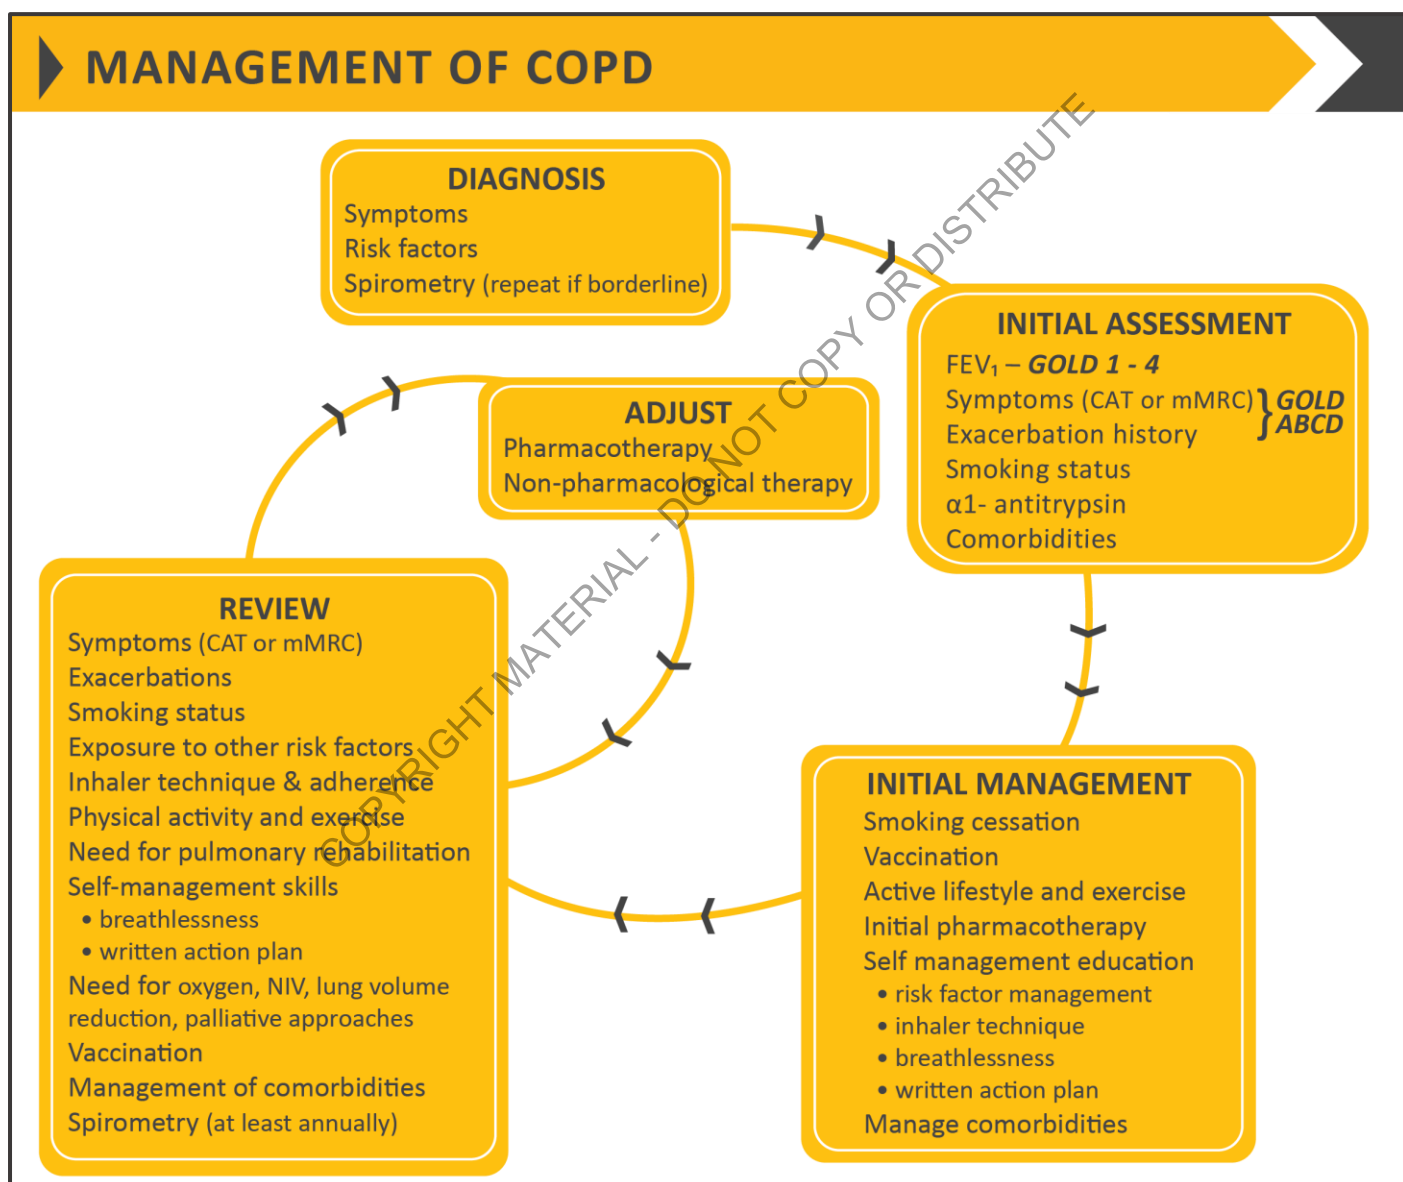 MANAGEMENT OF COPD
DIAGNOSIS
Symptoms
Risk factors
Spirometry (repeat if borderline)
INITIAL ASSESSMENT
FEV₁ – GOLD 1 - 4
Symptoms (CAT or mMRC) } GOLD
Exacerbation history ABCD
Smoking status
α1- antitrypsin
Comorbidities
ADJUST
Pharmacotherapy
Non-pharmacological therapy
REVIEW
Symptoms (CAT or mMRC)
Exacerbations
Smoking status
Exposure to other risk factors
Inhaler technique & adherence
Physical activity and exercise
Need for pulmonary rehabilitation
Self-management skills
• breathlessness
• written action plan
Need for oxygen, NIV, lung volume
reduction, palliative approaches
Vaccination
Management of comorbidities
Spirometry (at least annually)
INITIAL MANAGEMENT
Smoking cessation
Vaccination
Active lifestyle and exercise
Initial pharmacotherapy
Self management education
• risk factor management
• inhaler technique
• breathlessness
• written action plan
Manage comorbidities
COPYRIGHT MATERIAL - DO NOT COPY OR DISTRIBUTE